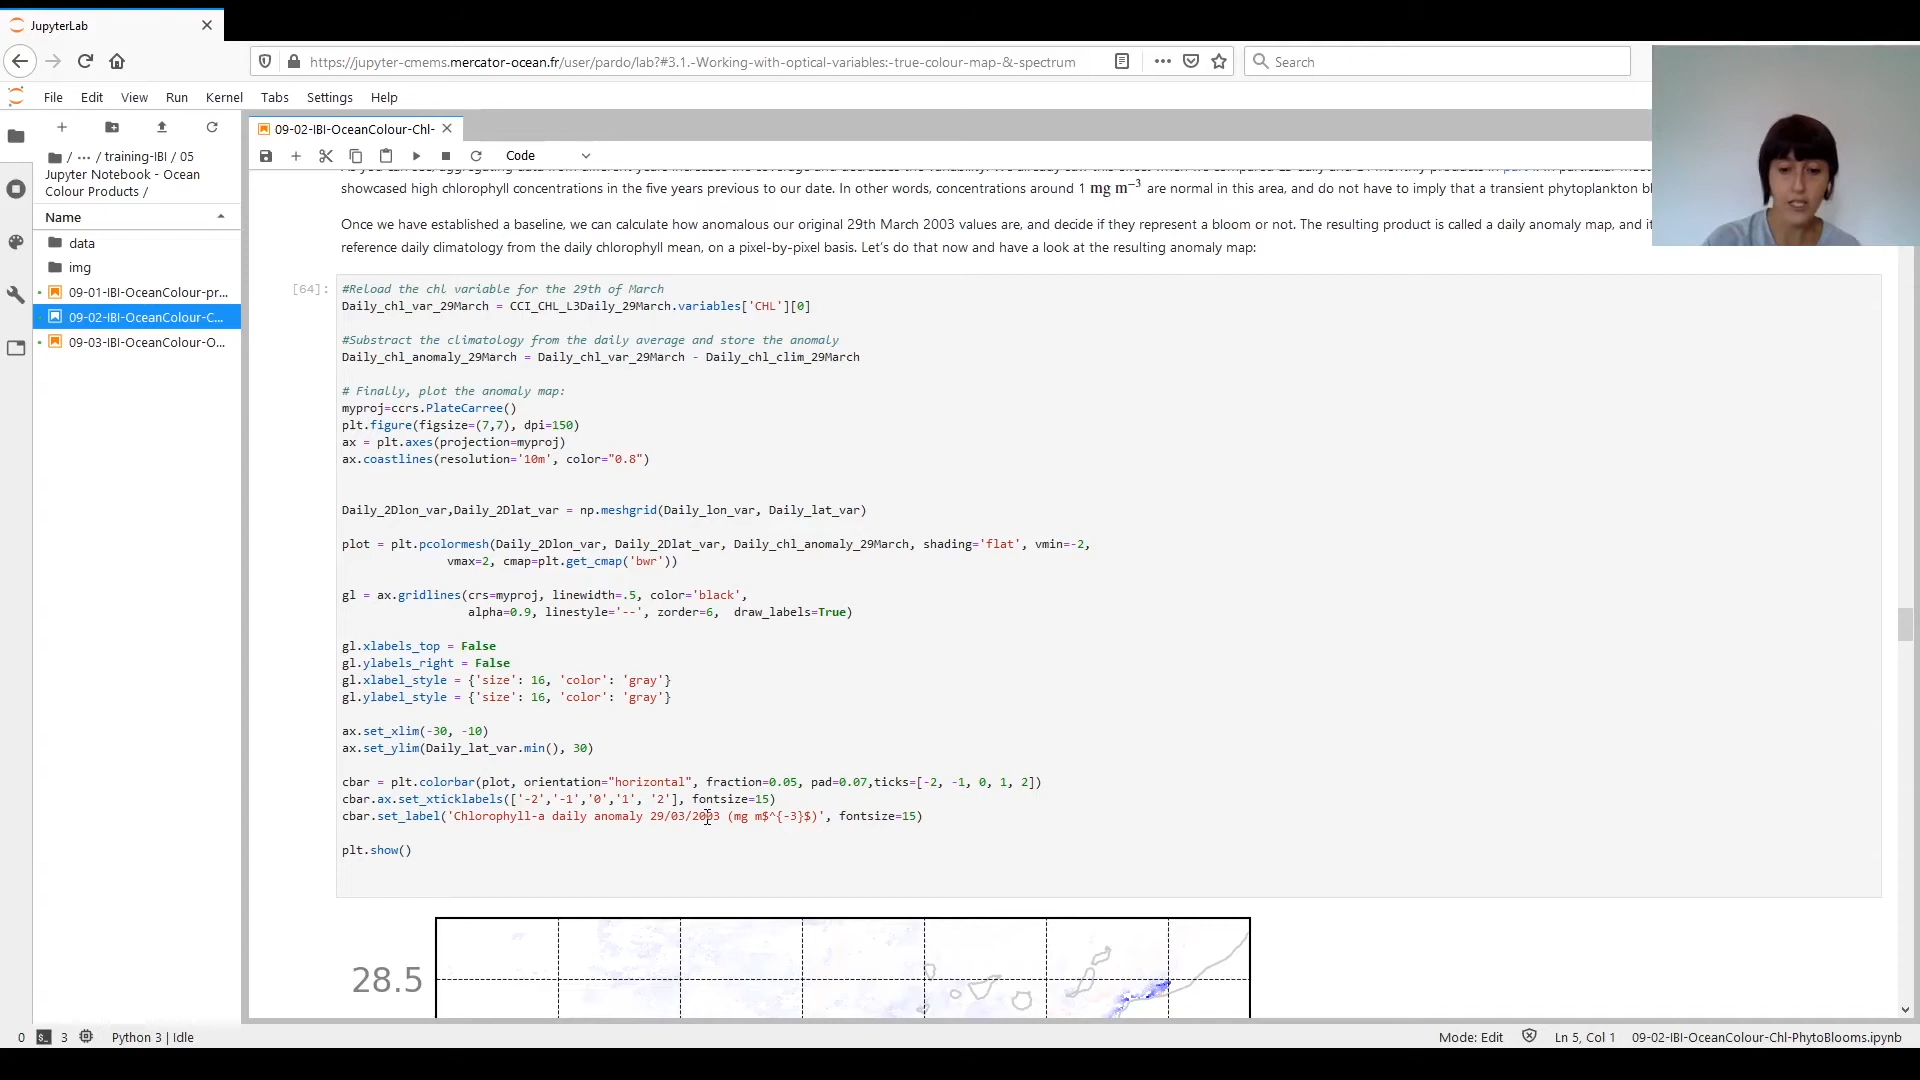 JupyterLab
https://jupyter-cmems.mercator-ocean.fr/user/pardo/lab?#3.1.-Working-with-optical-variables:-true-colour-map-&-spectrum
Search
File Edit View Run Kernel Tabs Settings Help
/ ··· / training-IBI / 05
Jupyter Notebook - Ocean
Colour Products /
Name
data
img
09-01-IBI-OceanColour-pr...
09-02-IBI-OceanColour-C...
09-03-IBI-OceanColour-O...
09-02-IBI-OceanColour-Chl-
Code
showcased high chlorophyll concentrations in the five years previous to our date. In other words, concentrations around 1 mg m−3 are normal in this area, and do not have to imply that a transient phytoplankton bl
Once we have established a baseline, we can calculate how anomalous our original 29th March 2003 values are, and decide if they represent a bloom or not. The resulting product is called a daily anomaly map, and i
reference daily climatology from the daily chlorophyll mean, on a pixel-by-pixel basis. Let's do that now and have a look at the resulting anomaly map:
[64]:
#Reload the chl variable for the 29th of March
Daily_chl_var_29March = CCI_CHL_L3Daily_29March.variables['CHL'][0]
#Substract the climatology from the daily average and store the anomaly
Daily_chl_anomaly_29March = Daily_chl_var_29March - Daily_chl_clim_29March
# Finally, plot the anomaly map:
myproj=ccrs.PlateCarree()
plt.figure(figsize=(7,7), dpi=150)
ax = plt.axes(projection=myproj)
ax.coastlines(resolution='10m', color="0.8")
Daily_2Dlon_var,Daily_2Dlat_var = np.meshgrid(Daily_lon_var, Daily_lat_var)
plot = plt.pcolormesh(Daily_2Dlon_var, Daily_2Dlat_var, Daily_chl_anomaly_29March, shading='flat', vmin=-2,
vmax=2, cmap=plt.get_cmap('bwr'))
gl = ax.gridlines(crs=myproj, linewidth=.5, color='black',
alpha=0.9, linestyle='--', zorder=6,  draw_labels=True)
gl.xlabels_top = False
gl.ylabels_right = False
gl.xlabel_style = {'size': 16, 'color': 'gray'}
gl.ylabel_style = {'size': 16, 'color': 'gray'}
ax.set_xlim(-30, -10)
ax.set_ylim(Daily_lat_var.min(), 30)
cbar = plt.colorbar(plot, orientation="horizontal", fraction=0.05, pad=0.07,ticks=[-2, -1, 0, 1, 2])
cbar.ax.set_xticklabels(['-2','-1','0','1', '2'], fontsize=15)
cbar.set_label('Chlorophyll-a daily anomaly 29/03/2003 (mg m$^{-3}$)', fontsize=15)
plt.show()
28.5
0 3 Python 3 | Idle
Mode: Edit Ln 5, Col 1 09-02-IBI-OceanColour-Chl-PhytoBlooms.ipynb